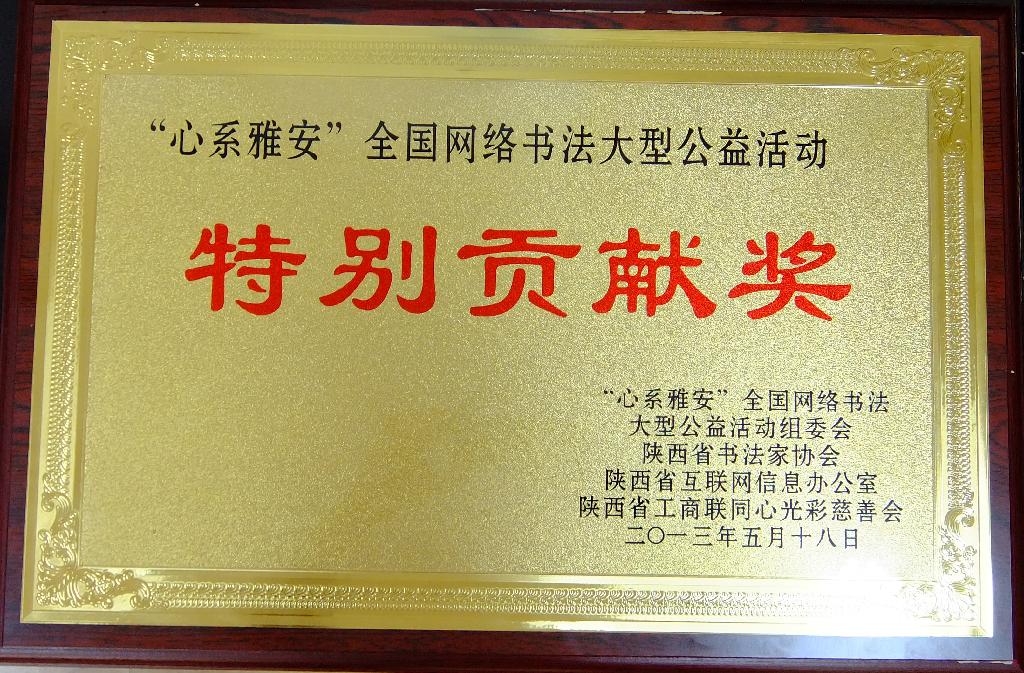 “心系雅安”全国网络书法大型公益活动
特别贡献奖
“心系雅安”全国网络书法
大型公益活动组委会
陕西省书法家协会
陕西省互联网信息办公室
陕西省工商联同心光彩慈善会
二〇一三年五月十八日